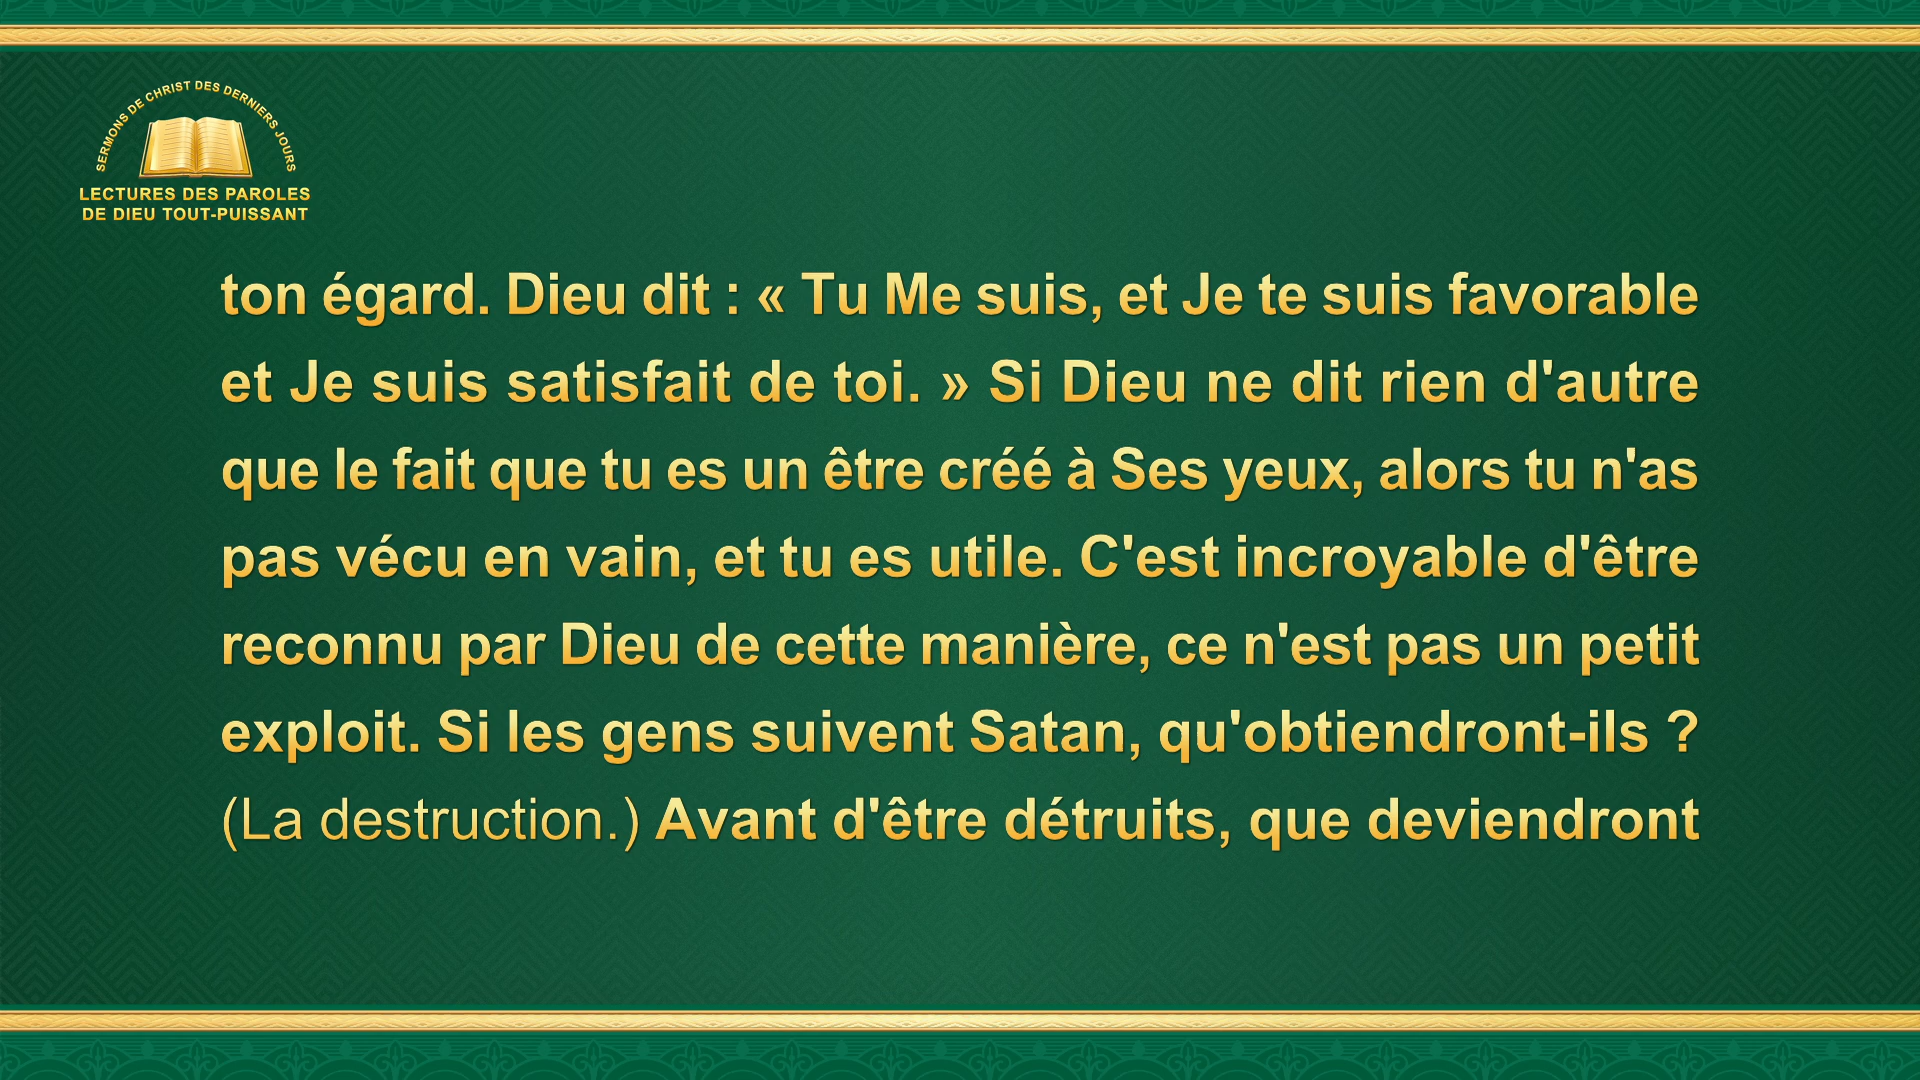 SERMONS DE CHRIST DES DERNIERS JOURS
LECTURES DES PAROLES
DE DIEU TOUT-PUISSANT
ton égard. Dieu dit : « Tu Me suis, et Je te suis favorable
et Je suis satisfait de toi. » Si Dieu ne dit rien d'autre
que le fait que tu es un être créé à Ses yeux, alors tu n'as
pas vécu en vain, et tu es utile. C'est incroyable d'être
reconnu par Dieu de cette manière, ce n'est pas un petit
exploit. Si les gens suivent Satan, qu'obtiendront-ils ?
(La destruction.) Avant d'être détruits, que deviendront